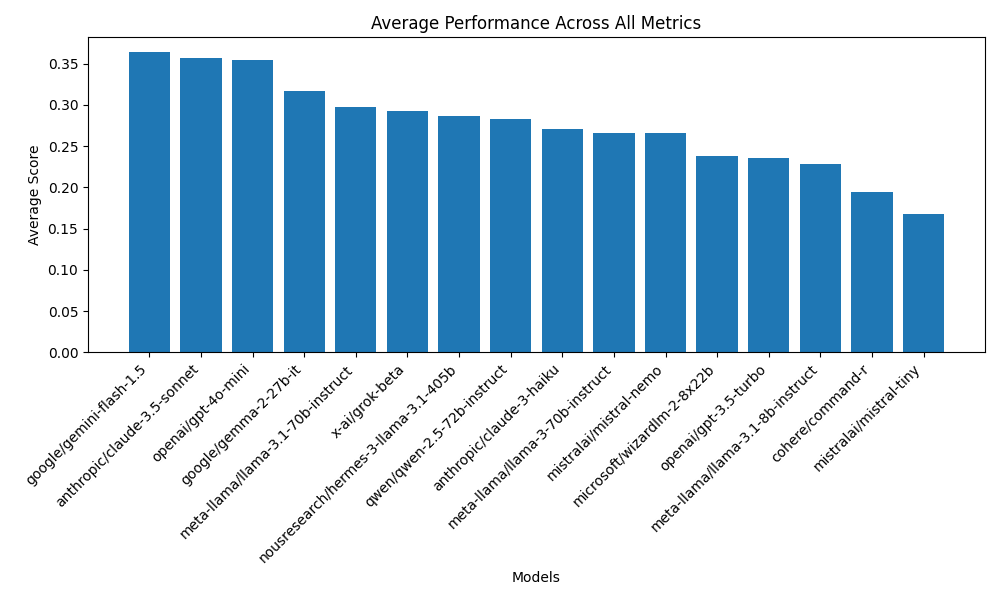 Average Performance Across All Metrics
Average Score
0.35
0.30
0.25
0.20
0.15
0.10
0.05
0.00
google/gemini-flash-1.5
anthropic/claude-3.5-sonnet
openai/gpt-4o-mini
google/gemma-2-27b-it
meta-llama/llama-3.1-70b-instruct
x-ai/grok-beta
nousresearch/hermes-3-llama-3.1-405b
qwen/qwen-2.5-72b-instruct
anthropic/claude-3-haiku
meta-llama/llama-3-70b-instruct
mistralai/mistral-nemo
microsoft/wizardlm-2-8x22b
openai/gpt-3.5-turbo
meta-llama/llama-3.1-8b-instruct
cohere/command-r
mistralai/mistral-tiny
Models